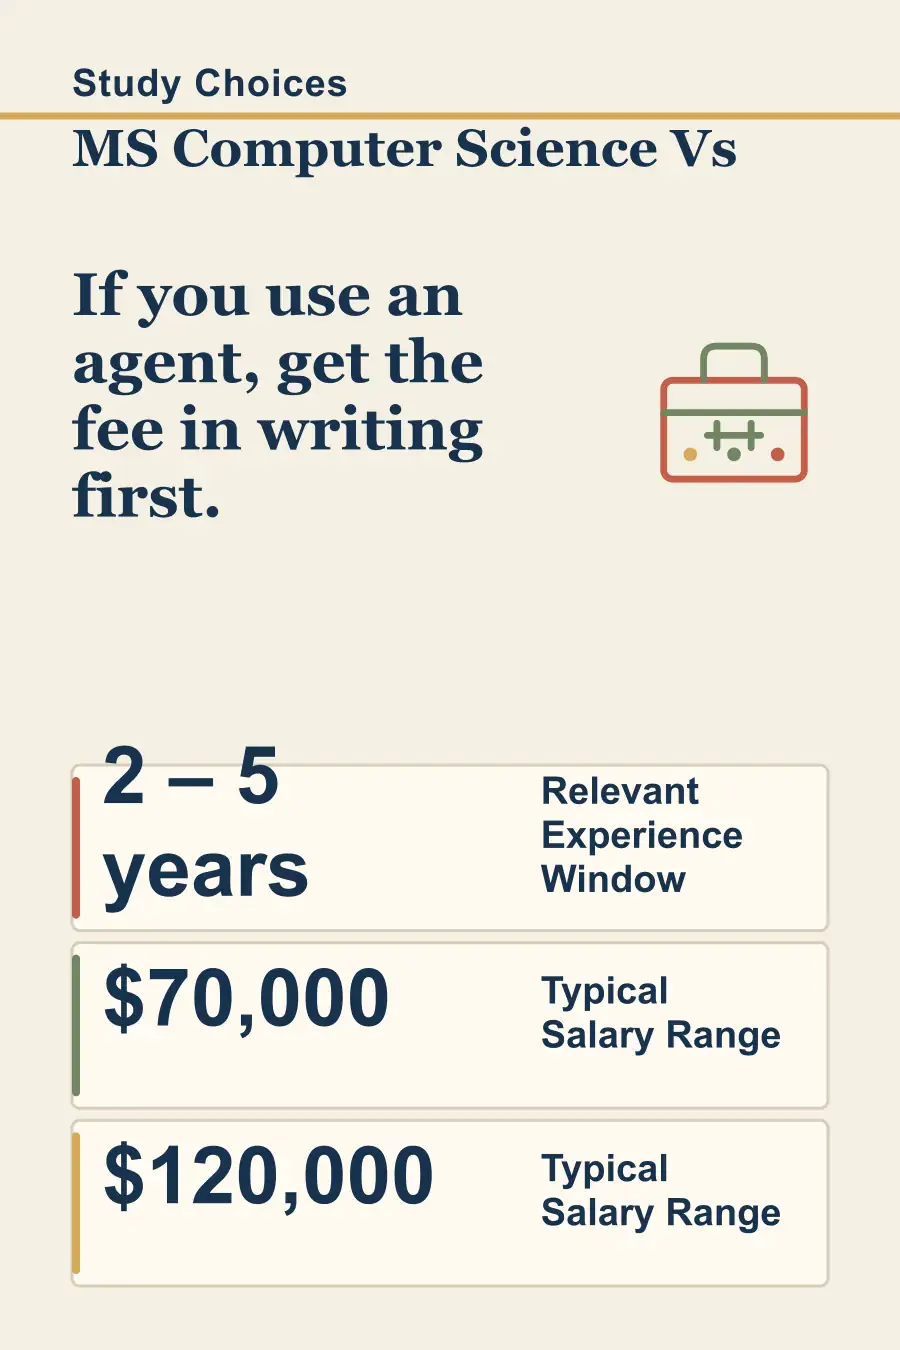 Study Choices
MS Computer Science Vs
If you use an
agent, get the
fee in writing
first.
2 – 5
years
Relevant
Experience
Window
$70,000
Typical
Salary Range
$120,000
Typical
Salary Range